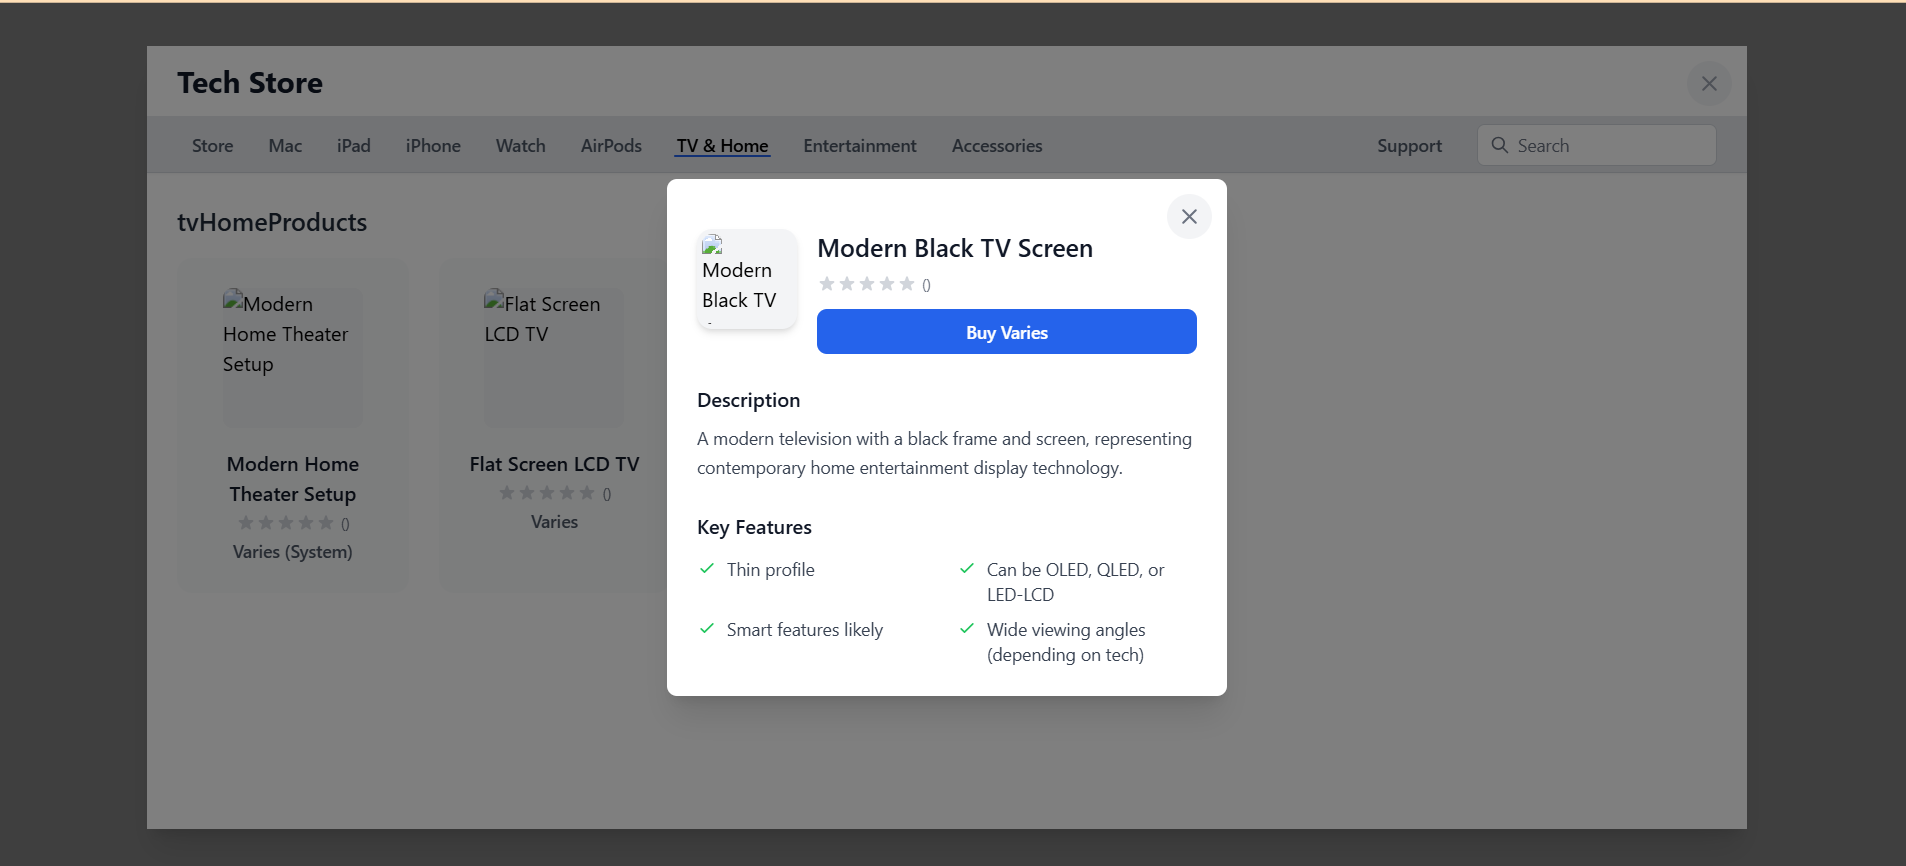 Tech Store
Store Mac iPad iPhone Watch AirPods TV & Home Entertainment Accessories Support Search
tvHomeProducts
Modern
Home Theater
Setup
Modern Home
Theater Setup
()
Varies (System)
Flat Screen
LCD TV
Flat Screen LCD TV
()
Varies
Modern
Black TV
Modern Black TV Screen
()
Buy Varies
Description
A modern television with a black frame and screen, representing
contemporary home entertainment display technology.
Key Features
Thin profile
Can be OLED, QLED, or
LED-LCD
Smart features likely
Wide viewing angles
(depending on tech)